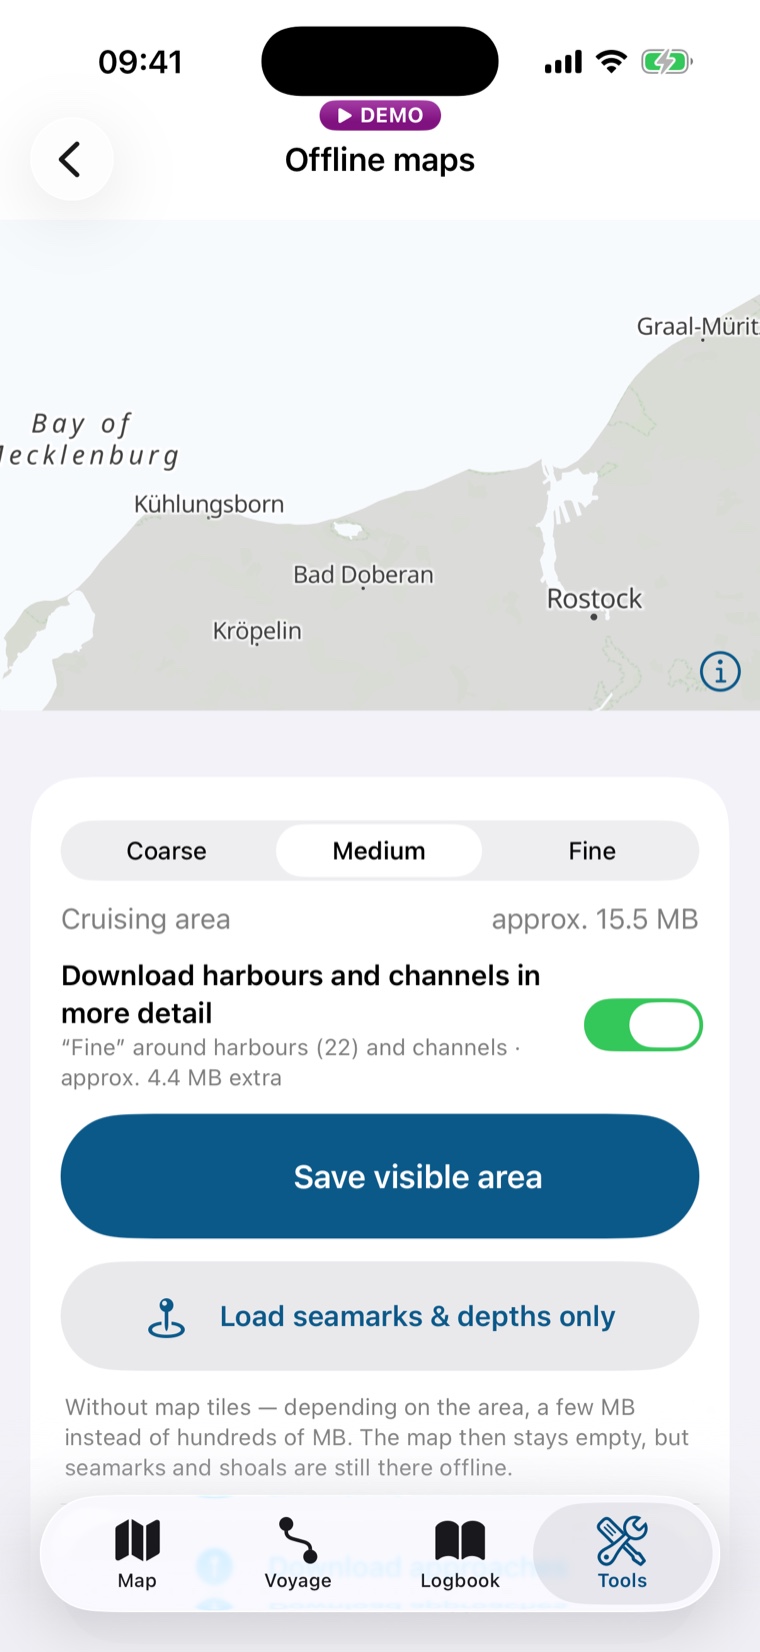 09:41
DEMO
Offline maps
Graal-Mürit
Bay of
ecklenburg
Kühlungsborn
Bad Doberan
Rostock
Kröpelin
Coarse
Medium
Fine
Cruising area
approx. 15.5 MB
Download harbours and channels in
more detail
“Fine” around harbours (22) and channels ·
approx. 4.4 MB extra
Save visible area
Load seamarks & depths only
Without map tiles — depending on the area, a few MB
instead of hundreds of MB. The map then stays empty, but
seamarks and shoals are still there offline.
Download approaches
Map
Voyage
Logbook
Tools